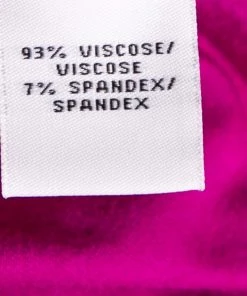 93% VISCOSE/
VISCOSE
7% SPANDEX/
SPANDEX